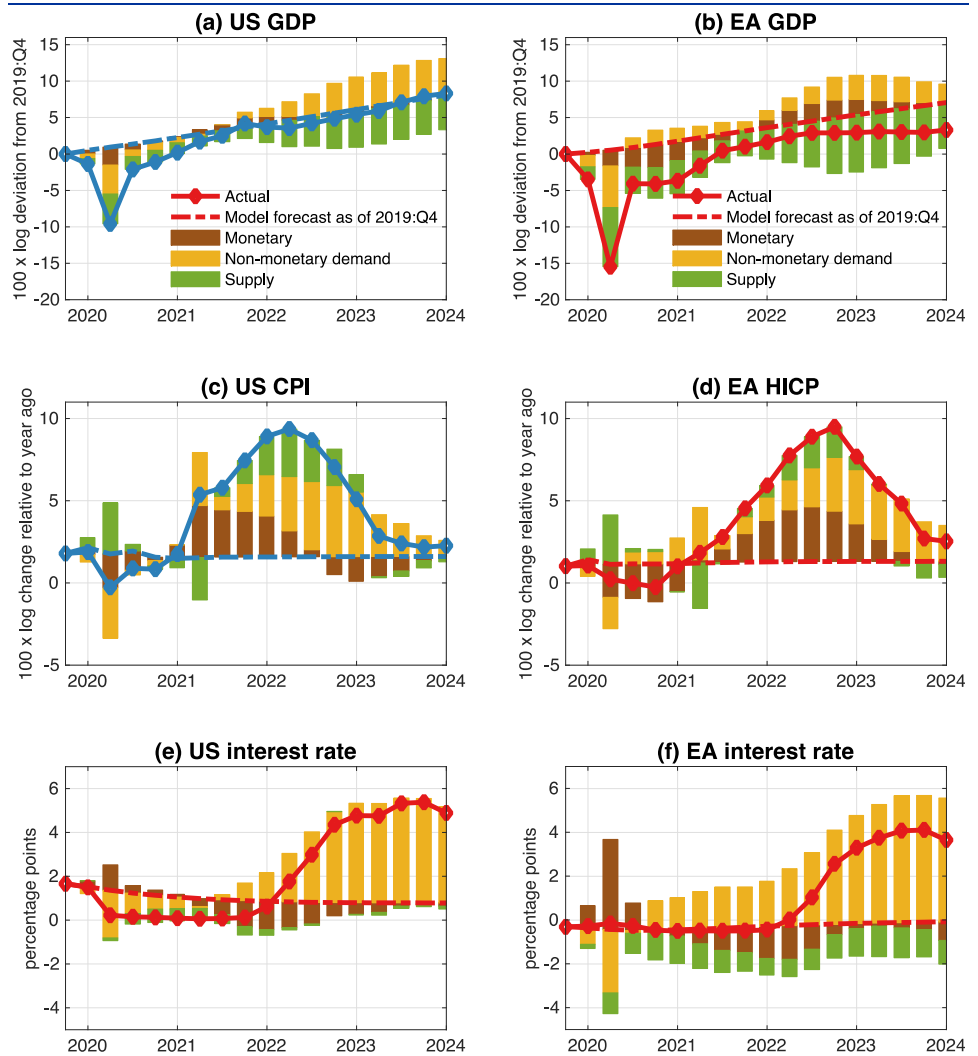 (a) US GDP
(b) EA GDP
100 x log deviation from 2019:Q4
15
10
5
0
-5
-10
-15
-20
2020 2021 2022 2023 2024
Actual
Model forecast as of 2019:Q4
Monetary
Non-monetary demand
Supply
100 x log deviation from 2019:Q4
15
10
5
0
-5
-10
-15
-20
2020 2021 2022 2023 2024
Actual
Model forecast as of 2019:Q4
Monetary
Non-monetary demand
Supply
(c) US CPI
(d) EA HICP
100 x log change relative to year ago
10
5
0
-5
2020 2021 2022 2023 2024
100 x log change relative to year ago
10
5
0
-5
2020 2021 2022 2023 2024
(e) US interest rate
(f) EA interest rate
percentage points
6
4
2
0
-2
-4
2020 2021 2022 2023 2024
percentage points
6
4
2
0
-2
-4
2020 2021 2022 2023 2024